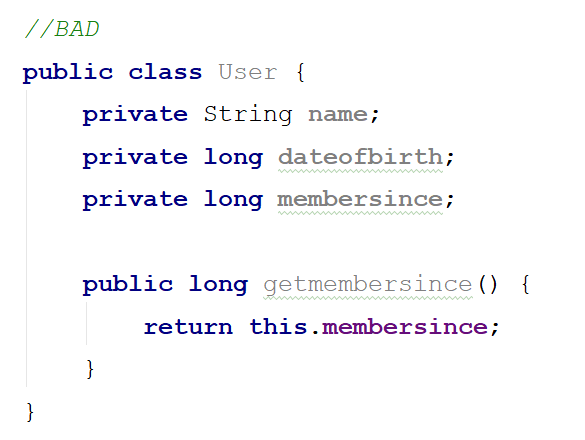 //BAD
public class User {
    private String name;
    private long dateofbirth;
    private long membersince;

    public long getmembersince() {
        return this.membersince;
    }
}